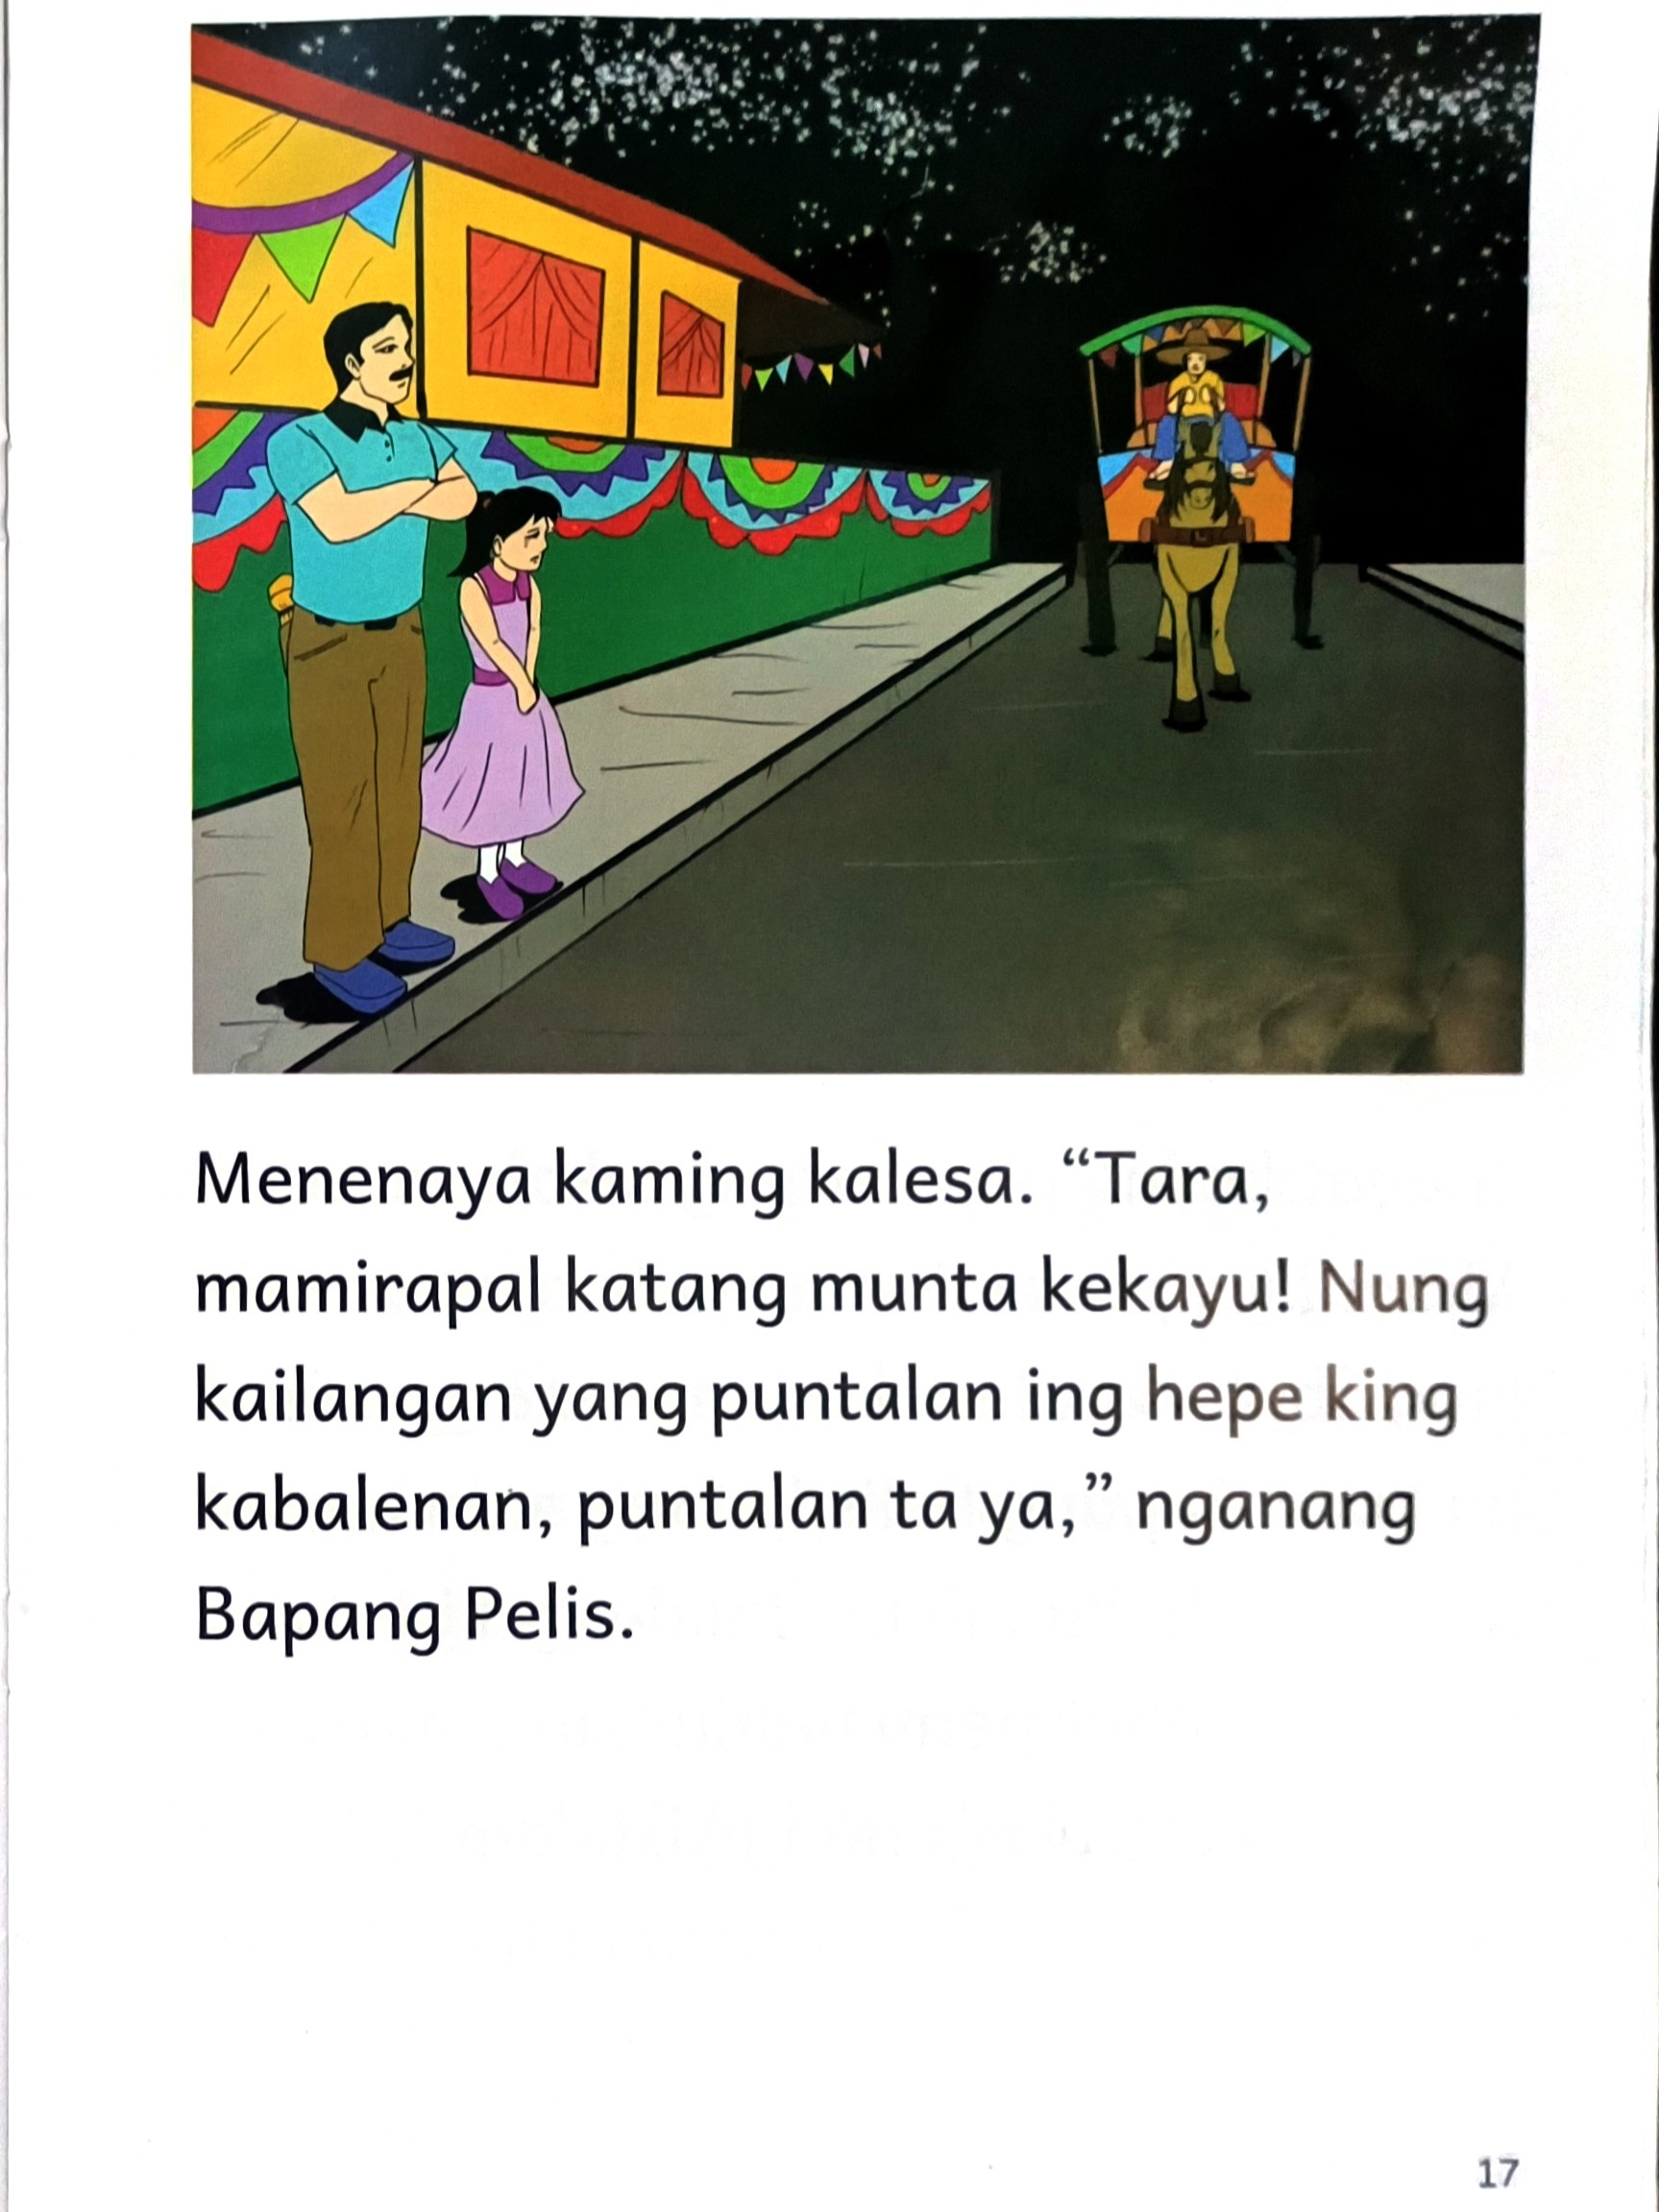 Menenaya kaming kalesa. “Tara,
mamirapal katang munta kekayu! Nung
kailangan yang puntalan ing hepe king
kabalenan, puntalan ta ya,” nganang
Bapang Pelis.
17